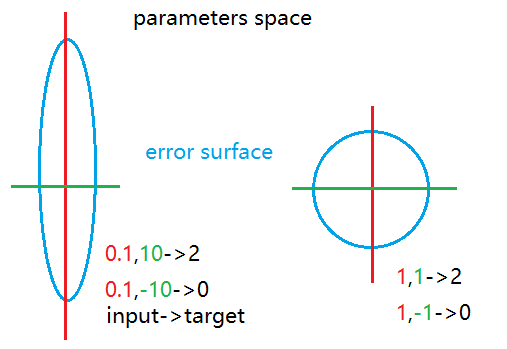 parameters space
error surface
0.1,10->2
0.1,-10->0
input->target
1,1->2
1,-1->0